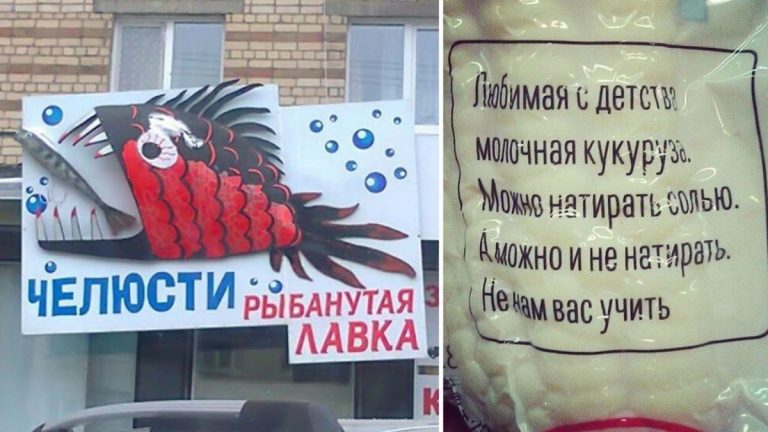 ЧЕЛЮСТИ
РЫБАНУТАЯ
ЛАВКА
К
Любимая с детства
молочная кукуруза.
Можно натирать солью.
А можно и не натирать.
Не нам вас учить